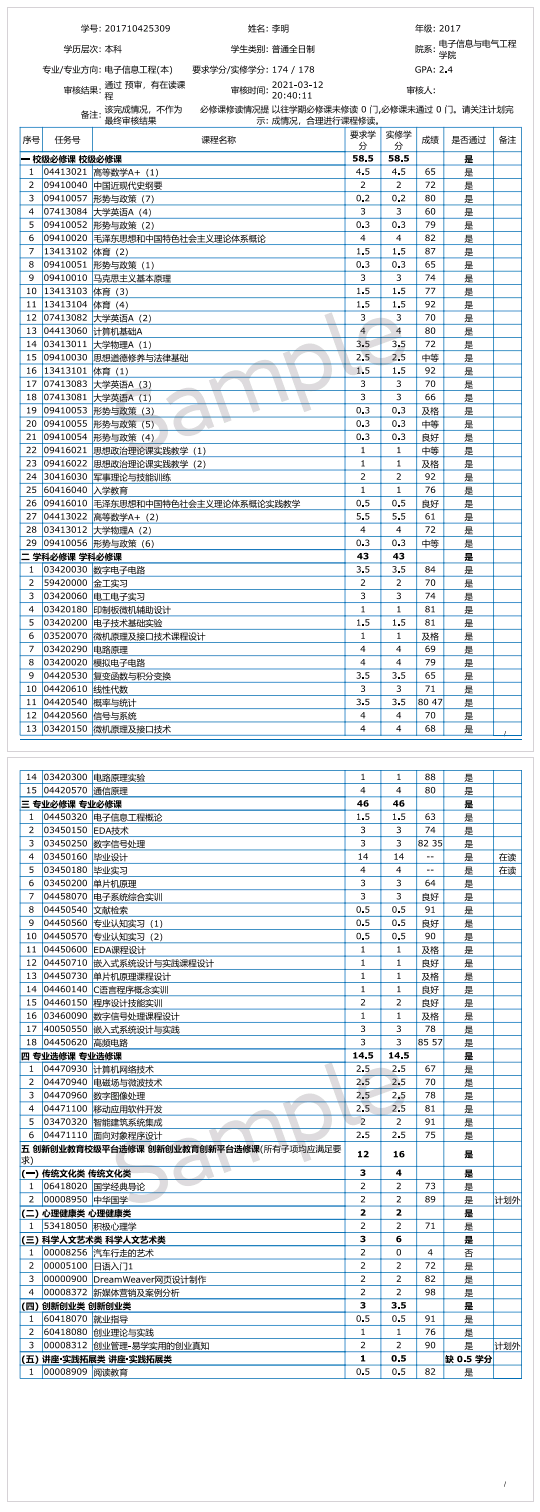 学号: 201710425309 姓名: 李明 年级: 2017
学历层次: 本科 学生类别: 普通全日制 院系: 电子信息与电气工程学院
专业/专业方向: 电子信息工程(本) 要求学分/实修学分: 174 / 178 GPA: 2.4
审核结果: 通过 预审，有在读课程 审核时间: 2021-03-12 20:40:11 审核人:
备注: 该完成情况，不作为最终审核结果 必修课修读情况提示: 以往学期必修课未修读 0 门,必修课未通过 0 门。请关注计划完成情况，合理进行课程修读。
序号 任务号 课程名称 要求学分 实修学分 成绩 是否通过 备注
一 校级必修课 校级必修课 58.5 58.5 是
1 04413021 高等数学A+（1） 4.5 4.5 65 是
2 09410040 中国近现代史纲要 2 2 72 是
3 09410057 形势与政策（7） 0.2 0.2 80 是
4 07413084 大学英语A（4） 3 3 60 是
5 09410052 形势与政策（2） 0.3 0.3 79 是
6 09410020 毛泽东思想和中国特色社会主义理论体系概论 4 4 82 是
7 13413102 体育（2） 1.5 1.5 87 是
8 09410051 形势与政策（1） 0.3 0.3 65 是
9 09410010 马克思主义基本原理 3 3 74 是
10 13413103 体育（3） 1.5 1.5 77 是
11 13413104 体育（4） 1.5 1.5 92 是
12 07413082 大学英语A（2） 3 3 70 是
13 04413060 计算机基础A 4 4 80 是
14 03413011 大学物理A（1） 3.5 3.5 72 是
15 09410030 思想道德修养与法律基础 2.5 2.5 中等 是
16 13413101 体育（1） 1.5 1.5 92 是
17 07413083 大学英语A（3） 3 3 70 是
18 07413081 大学英语A（1） 3 3 66 是
19 09410053 形势与政策（3） 0.3 0.3 及格 是
20 09410055 形势与政策（5） 0.3 0.3 中等 是
21 09410054 形势与政策（4） 0.3 0.3 良好 是
22 09416021 思想政治理论课实践教学（1） 1 1 中等 是
23 09416022 思想政治理论课实践教学（2） 1 1 及格 是
24 30416030 军事理论与技能训练 2 2 92 是
25 60416040 入学教育 1 1 76 是
26 09416010 毛泽东思想和中国特色社会主义理论体系概论实践教学 0.5 0.5 良好 是
27 04413022 高等数学A+（2） 5.5 5.5 61 是
28 03413012 大学物理A（2） 4 4 72 是
29 09410056 形势与政策（6） 0.3 0.3 中等 是
二 学科必修课 学科必修课 43 43 是
1 03420030 数字电子电路 3.5 3.5 84 是
2 59420000 金工实习 2 2 70 是
3 03420060 电工电子实习 3 3 74 是
4 03420180 印制板微机辅助设计 1 1 81 是
5 03420200 电子技术基础实验 1.5 1.5 81 是
6 03520070 微机原理及接口技术课程设计 1 1 及格 是
7 03420290 电路原理 4 4 69 是
8 03420020 模拟电子电路 4 4 79 是
9 04420530 复变函数与积分变换 3.5 3.5 65 是
10 04420610 线性代数 3 3 71 是
11 04420540 概率与统计 3.5 3.5 80 47 是
12 04420560 信号与系统 4 4 70 是
13 03420150 微机原理及接口技术 4 4 68 是
/
14 03420300 电路原理实验 1 1 88 是
15 04420570 通信原理 4 4 80 是
三 专业必修课 专业必修课 46 46 是
1 04450320 电子信息工程概论 1.5 1.5 63 是
2 03450150 EDA技术 3 3 74 是
3 03450250 数字信号处理 3 3 82 35 是
4 03450160 毕业设计 14 14 -- 是 在读
5 03450180 毕业实习 4 4 -- 是 在读
6 03450200 单片机原理 3 3 64 是
7 04458070 电子系统综合实训 3 3 良好 是
8 04450540 文献检索 0.5 0.5 91 是
9 04450560 专业认知实习（1） 0.5 0.5 良好 是
10 04450570 专业认知实习（2） 0.5 0.5 90 是
11 04450600 EDA课程设计 1 1 及格 是
12 04450710 嵌入式系统设计与实践课程设计 1 1 良好 是
13 04450730 单片机原理课程设计 1 1 及格 是
14 04460140 C语言程序概念实训 1 1 良好 是
15 04460150 程序设计技能实训 2 2 良好 是
16 03460090 数字信号处理课程设计 1 1 及格 是
17 40050550 嵌入式系统设计与实践 3 3 78 是
18 04450620 高频电路 3 3 85 57 是
四 专业选修课 专业选修课 14.5 14.5 是
1 04470930 计算机网络技术 2.5 2.5 67 是
2 04470940 电磁场与微波技术 2.5 2.5 70 是
3 04470960 数字图像处理 2.5 2.5 78 是
4 04471100 移动应用软件开发 2.5 2.5 81 是
5 03470320 智能建筑系统集成 2 2 91 是
6 04471110 面向对象程序设计 2.5 2.5 75 是
五 创新创业教育校级平台选修课 创新创业教育创新平台选修课(所有子项均应满足要求) 12 16 是
(一) 传统文化类 传统文化类 3 4 是
1 06418020 国学经典导论 2 2 73 是
2 00008950 中华国学 2 2 89 是 计划外
(二) 心理健康类 心理健康类 2 2 是
1 53418050 积极心理学 2 2 71 是
(三) 科学人文艺术类 科学人文艺术类 3 6 是
1 00008256 汽车行走的艺术 2 0 4 否
2 00005100 日语入门1 2 2 72 是
3 00000900 DreamWeaver网页设计制作 2 2 82 是
4 00008372 新媒体营销及案例分析 2 2 98 是
(四) 创新创业类 创新创业类 3 3.5 是
1 60418070 就业指导 0.5 0.5 91 是
2 60418080 创业理论与实践 1 1 76 是
3 00008312 创业管理-易学实用的创业真知 2 2 90 是 计划外
(五) 讲座·实践拓展类 讲座·实践拓展类 1 0.5 缺 0.5 学分
1 00008909 阅读教育 0.5 0.5 82 是
/
Sample
Sample